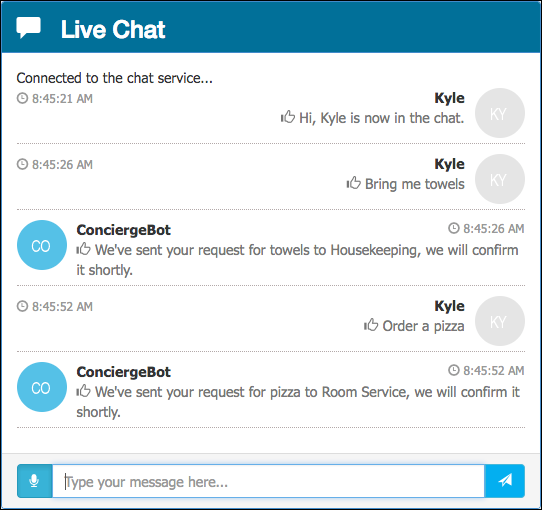 Live Chat
Connected to the chat service...
8:45:21 AM
Kyle
Hi, Kyle is now in the chat.
KY
8:45:26 AM
Kyle
Bring me towels
KY
CO
ConciergeBot
8:45:26 AM
We've sent your request for towels to Housekeeping, we will confirm
it shortly.
8:45:52 AM
Kyle
Order a pizza
KY
CO
ConciergeBot
8:45:52 AM
We've sent your request for pizza to Room Service, we will confirm it
shortly.
Type your message here...